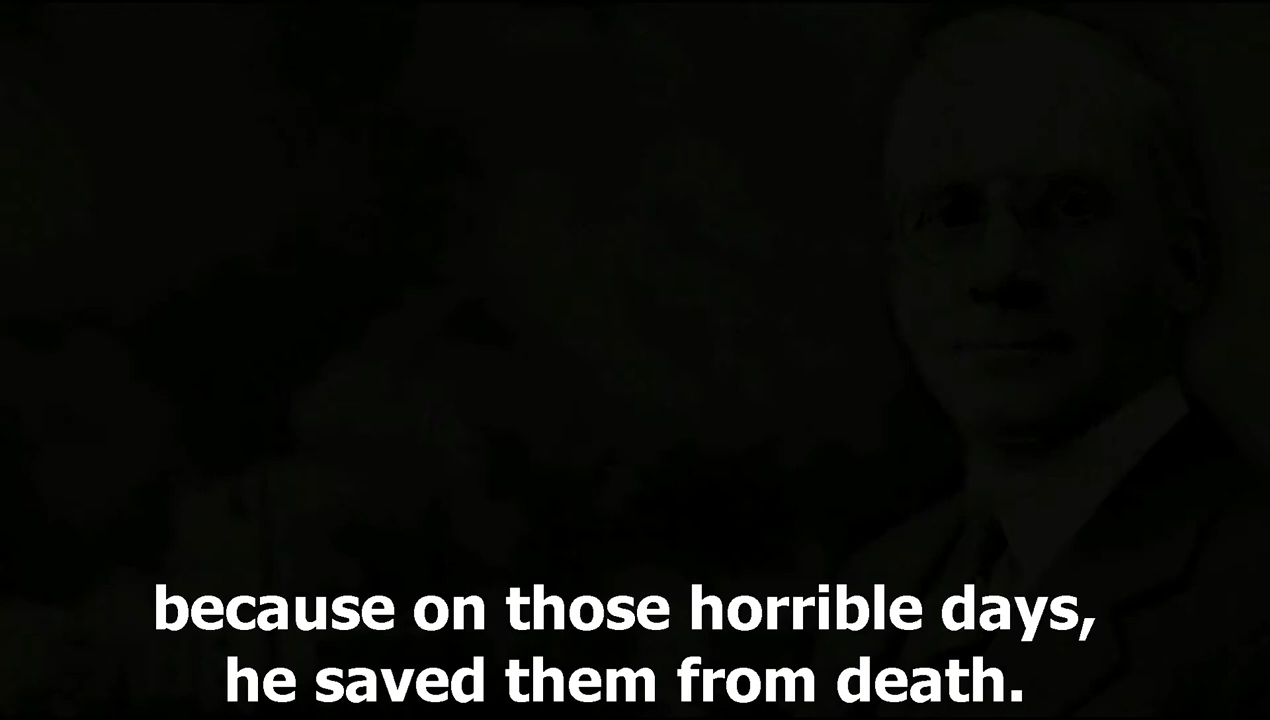 because on those horrible days,
he saved them from death.